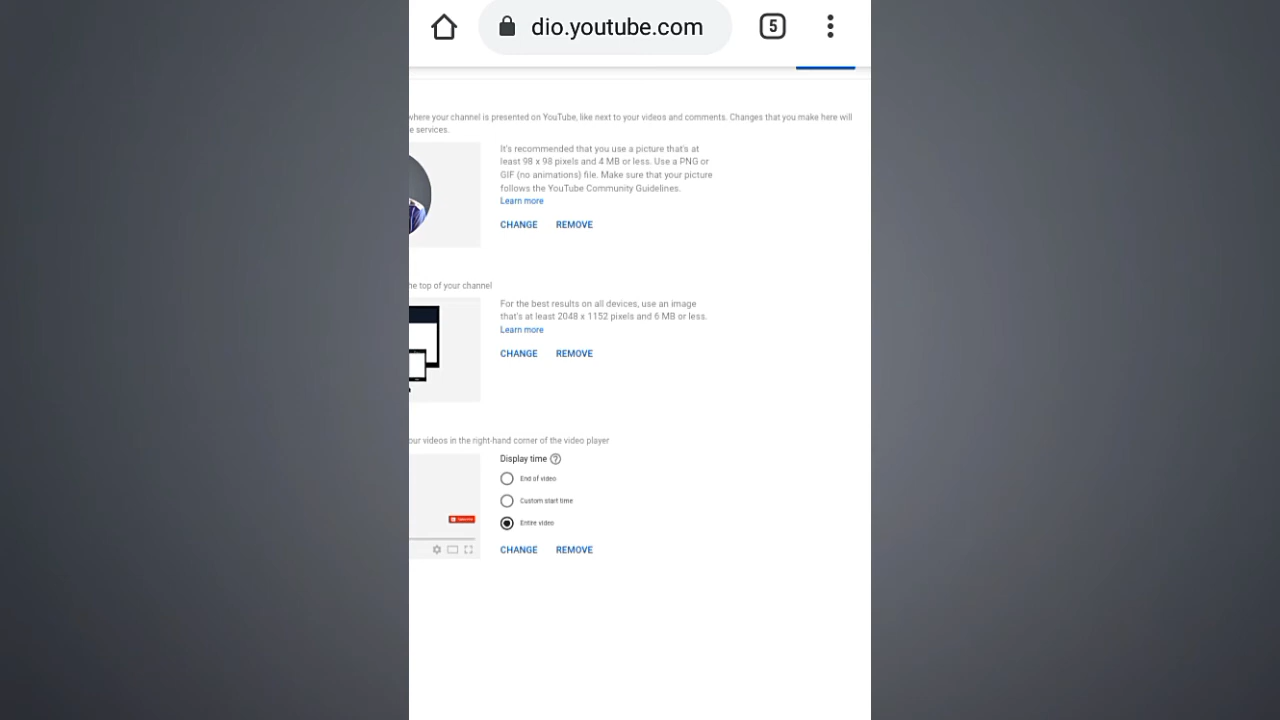 dio.youtube.com
5
where your channel is presented on YouTube, like next to your videos and comments. Changes that you make here will
e services.
It's recommended that you use a picture that's at
least 98 x 98 pixels and 4 MB or less. Use a PNG or
GIF (no animations) file. Make sure that your picture
follows the YouTube Community Guidelines.
Learn more
CHANGE REMOVE
he top of your channel
For the best results on all devices, use an image
that's at least 2048 x 1152 pixels and 6 MB or less.
Learn more
CHANGE REMOVE
our videos in the right-hand corner of the video player
Display time ?
End of video
Custom start time
Entire video
CHANGE REMOVE